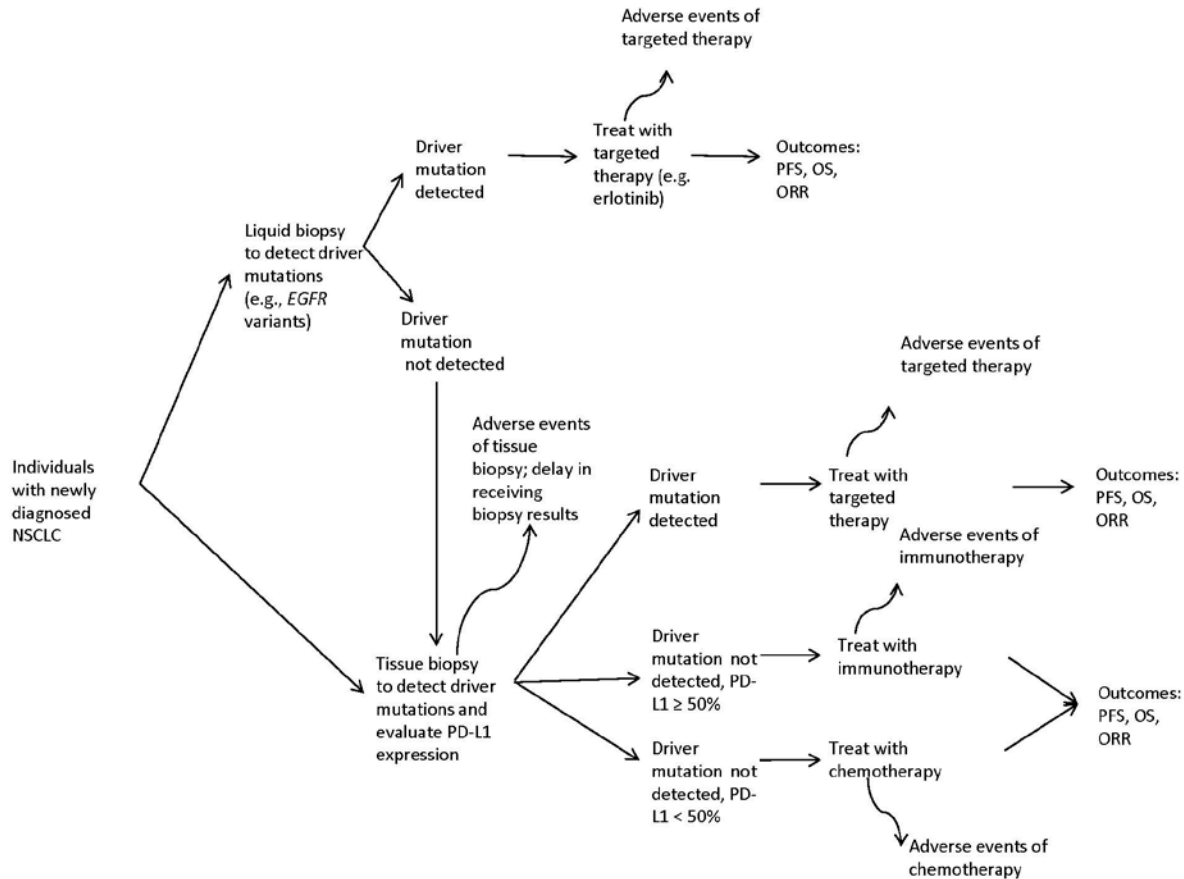 Adverse events of
targeted therapy
Driver
mutation
detected
Treat with
targeted
therapy (e.g.
erlotinib)
Outcomes:
PFS, OS,
ORR
Liquid biopsy
to detect driver
mutations
(e.g., EGFR
variants)
Driver
mutation
not detected
Adverse events of
targeted therapy
Individuals
with newly
diagnosed
NSCLC
Adverse events
of tissue
biopsy; delay in
receiving
biopsy results
Driver
mutation
detected
Treat with
targeted
therapy
Outcomes:
PFS, OS,
ORR
Adverse events of
immunotherapy
Tissue biopsy
to detect driver
mutations and
evaluate PD-L1
expression
Driver
mutation not
detected, PD-
L1 ≥ 50%
Treat with
immunotherapy
Outcomes:
PFS, OS,
ORR
Driver
mutation not
detected, PD-
L1 < 50%
Treat with
chemotherapy
Adverse events of
chemotherapy